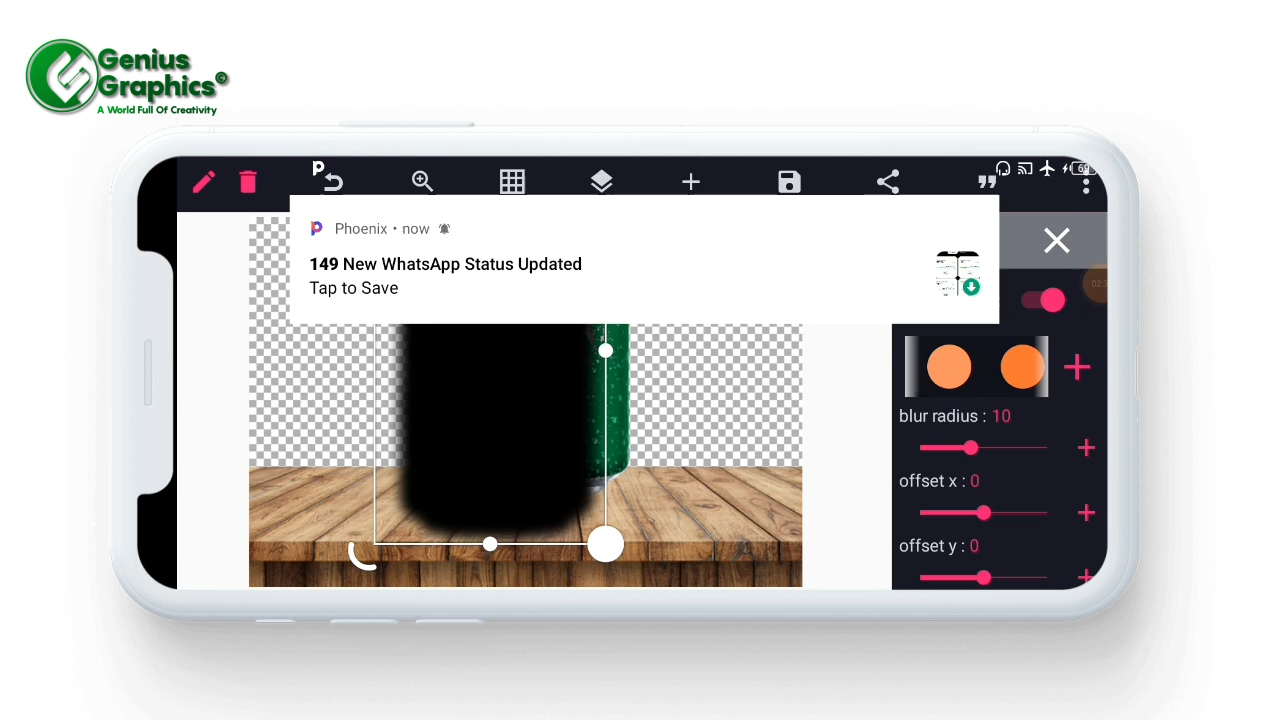 Genius
Graphics©
A World Full Of Creativity
69
Phoenix • now
149 New WhatsApp Status Updated
Tap to Save
blur radius : 10
offset x : 0
offset y : 0